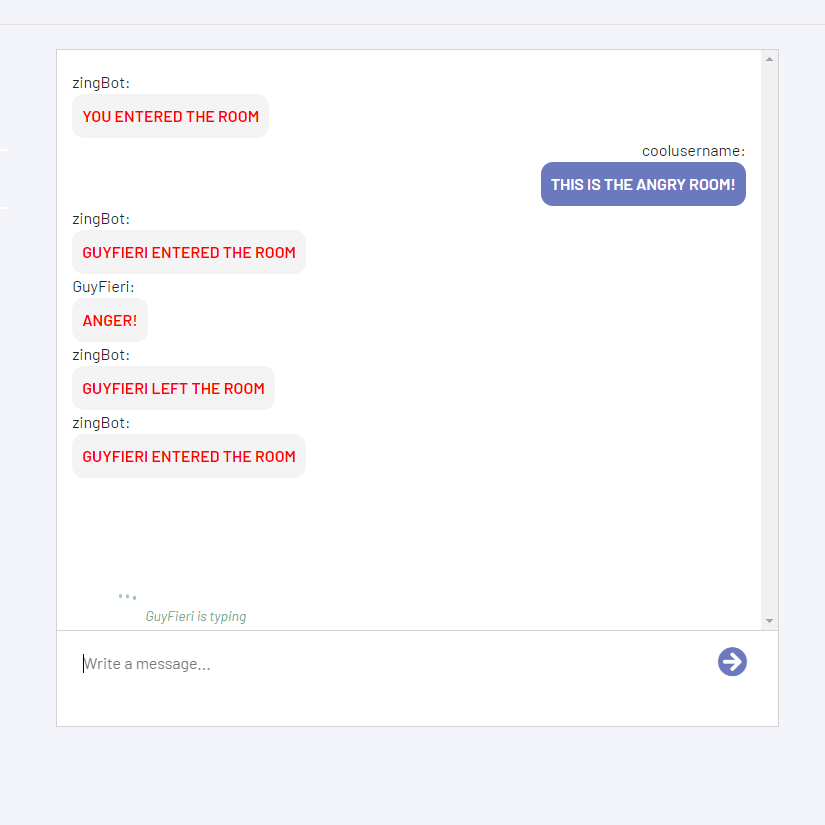 zingBot:
YOU ENTERED THE ROOM
coolusername:
THIS IS THE ANGRY ROOM!
zingBot:
GUYFIERI ENTERED THE ROOM
GuyFieri:
ANGER!
zingBot:
GUYFIERI LEFT THE ROOM
zingBot:
GUYFIERI ENTERED THE ROOM
GuyFieri is typing
Write a message...